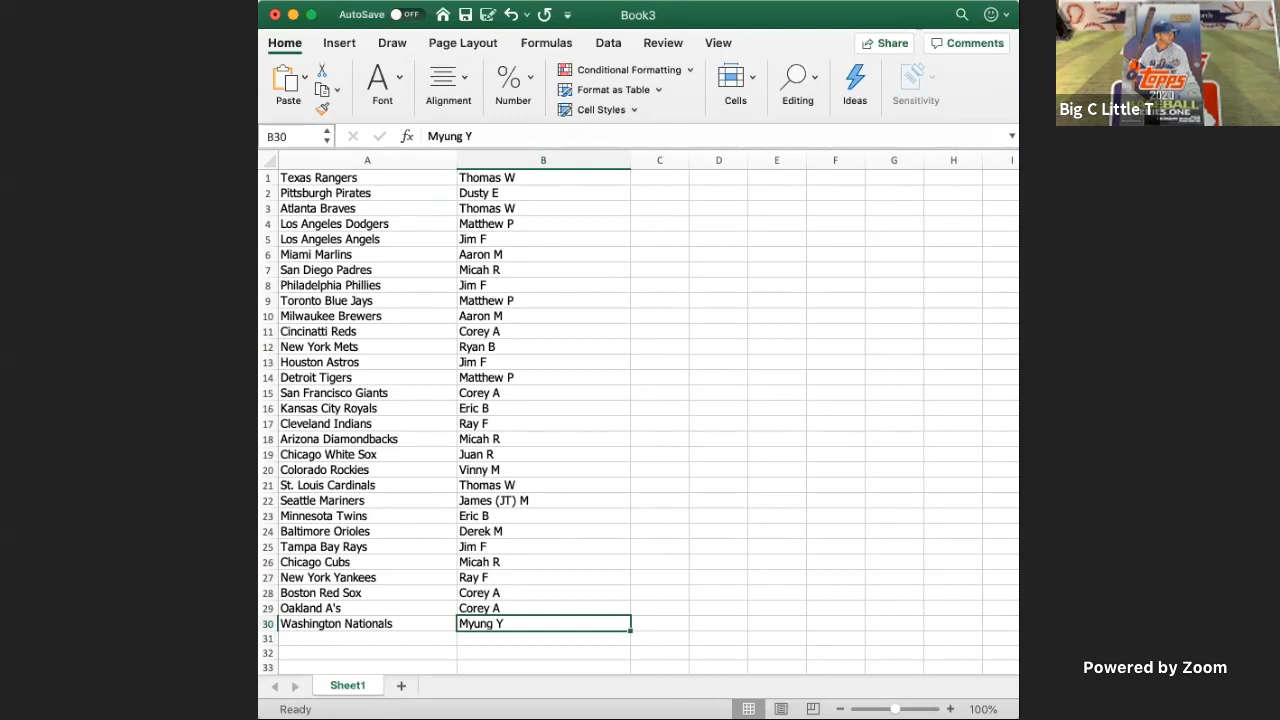 AutoSave OFF Book3
Home Insert Draw Page Layout Formulas Data Review View Share Comments
Paste Font Alignment Number Conditional Formatting Format as Table Cell Styles Cells Editing Ideas Sensitivity
B30 fx Myung Y
A B C D E F G H I
1 Texas Rangers Thomas W
2 Pittsburgh Pirates Dusty E
3 Atlanta Braves Thomas W
4 Los Angeles Dodgers Matthew P
5 Los Angeles Angels Jim F
6 Miami Marlins Aaron M
7 San Diego Padres Micah R
8 Philadelphia Phillies Jim F
9 Toronto Blue Jays Matthew P
10 Milwaukee Brewers Aaron M
11 Cincinatti Reds Corey A
12 New York Mets Ryan B
13 Houston Astros Jim F
14 Detroit Tigers Matthew P
15 San Francisco Giants Corey A
16 Kansas City Royals Eric B
17 Cleveland Indians Ray F
18 Arizona Diamondbacks Micah R
19 Chicago White Sox Juan R
20 Colorado Rockies Vinny M
21 St. Louis Cardinals Thomas W
22 Seattle Mariners James (JT) M
23 Minnesota Twins Eric B
24 Baltimore Orioles Derek M
25 Tampa Bay Rays Jim F
26 Chicago Cubs Micah R
27 New York Yankees Ray F
28 Boston Red Sox Corey A
29 Oakland A's Corey A
30 Washington Nationals Myung Y
31
32
33
Sheet1
Ready 100%
Topps
2020
Big C Little T
Powered by Zoom